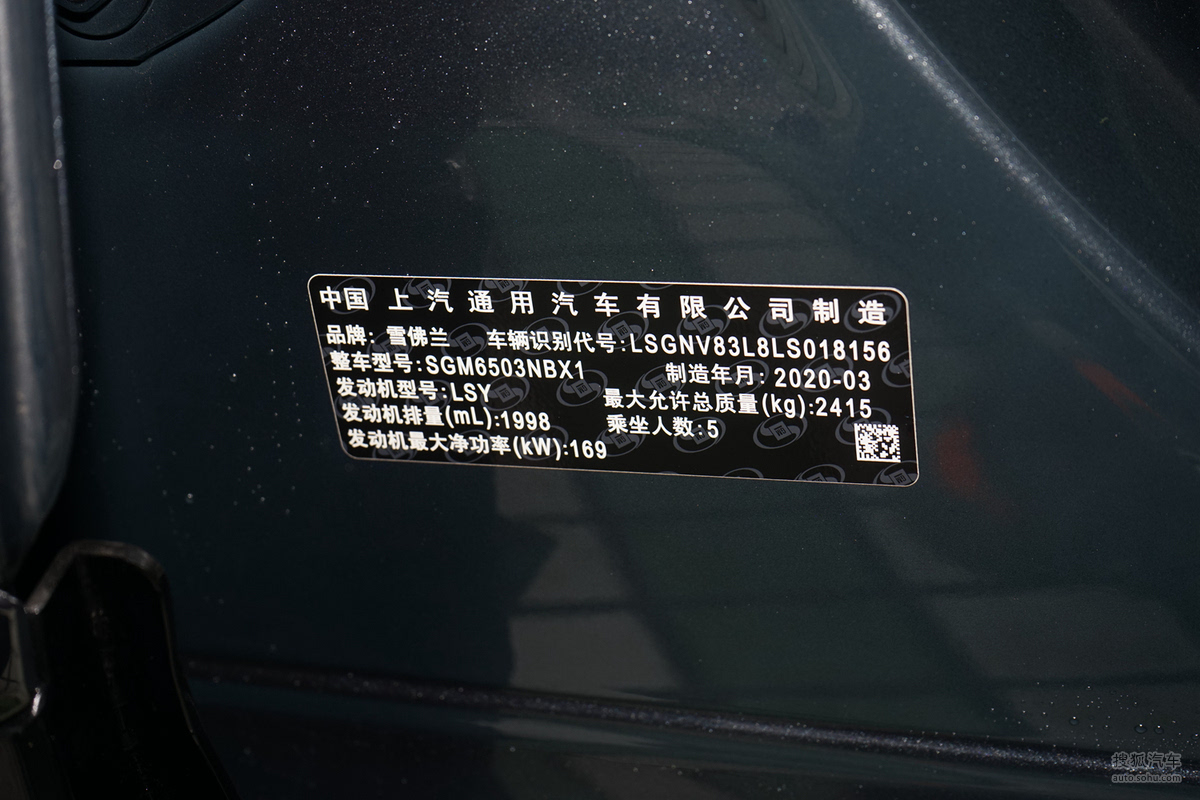 中国 上汽通用汽车有限公司制造
品牌: 雪佛兰 车辆识别代号:LSGNV83L8LS018156
整车型号:SGM6503NBX1 制造年月: 2020-03
发动机型号:LSY 最大允许总质量(kg):2415
发动机排量(mL):1998 乘坐人数:5
发动机最大净功率(kW):169
搜狐汽车
auto.sohu.com